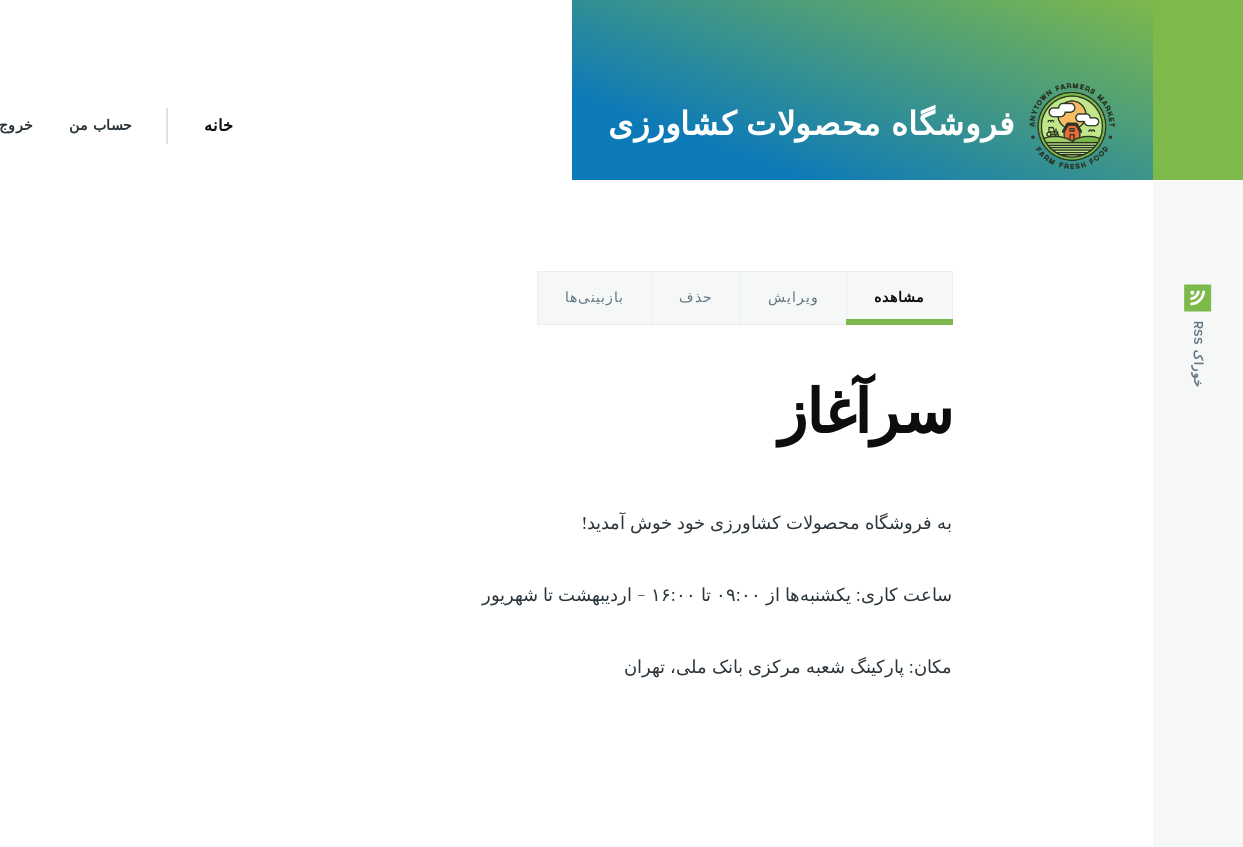 ANYTOWN FARMERS MARKET
FARM FRESH FOOD
فروشگاه محصولات کشاورزی
خانه
حساب من
خروج
خوراک RSS
مشاهده
ویرایش
حذف
بازبینی‌ها
سرآغاز
به فروشگاه محصولات کشاورزی خود خوش آمدید!
ساعت کاری: یکشنبه‌ها از ۰۹:۰۰ تا ۱۶:۰۰ - اردیبهشت تا شهریور
مکان: پارکینگ شعبه مرکزی بانک ملی، تهران